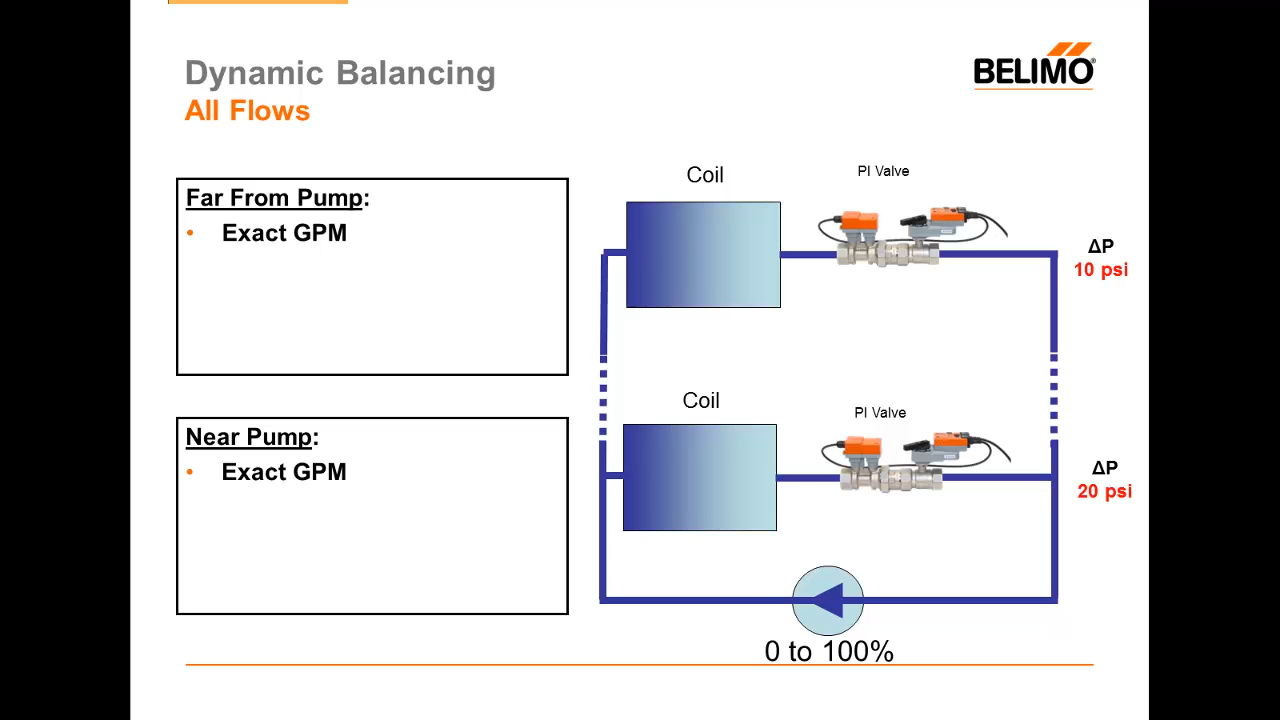 Dynamic Balancing
All Flows
BELIMO®
Far From Pump:
• Exact GPM
Near Pump:
• Exact GPM
Coil
PI Valve
ΔP
10 psi
Coil
PI Valve
ΔP
20 psi
0 to 100%